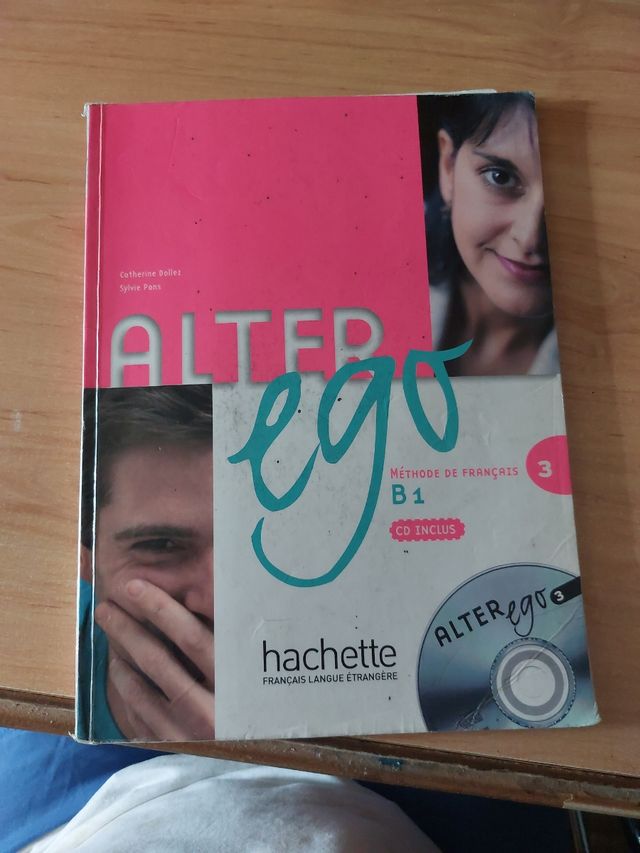 Catherine Dollez
Sylvie Pons
ALTER
ego
MÉTHODE DE FRANÇAIS
3
B1
CD INCLUS
ALTER ego 3
hachette
FRANÇAIS LANGUE ÉTRANGÈRE